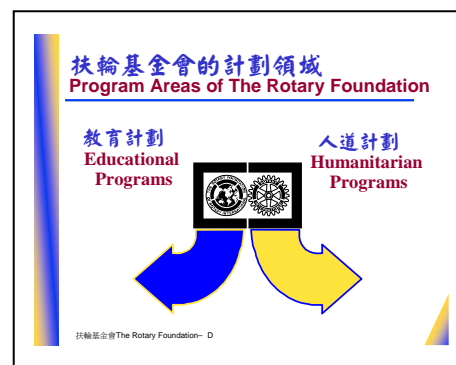 扶輪基金會的計劃領域
Program Areas of The Rotary Foundation
教育計劃
Educational
Programs
人道計劃
Humanitarian
Programs
扶輪基金會The Rotary Foundation– D